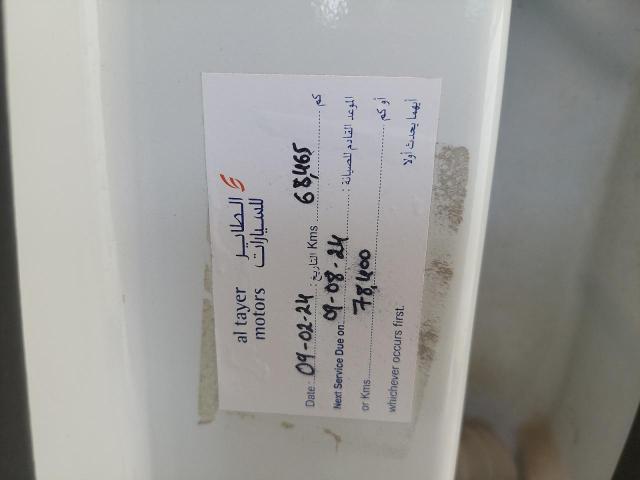 al tayer
motors
الطاير
للسيارات
Date: 09-02-24 التاريخ: Kms 68,465 كم
Next Service Due on 09-08-24 الموعد القادم للصيانة:
or Kms 78,400 أو كم
whichever occurs first. أيهما يحدث أولا